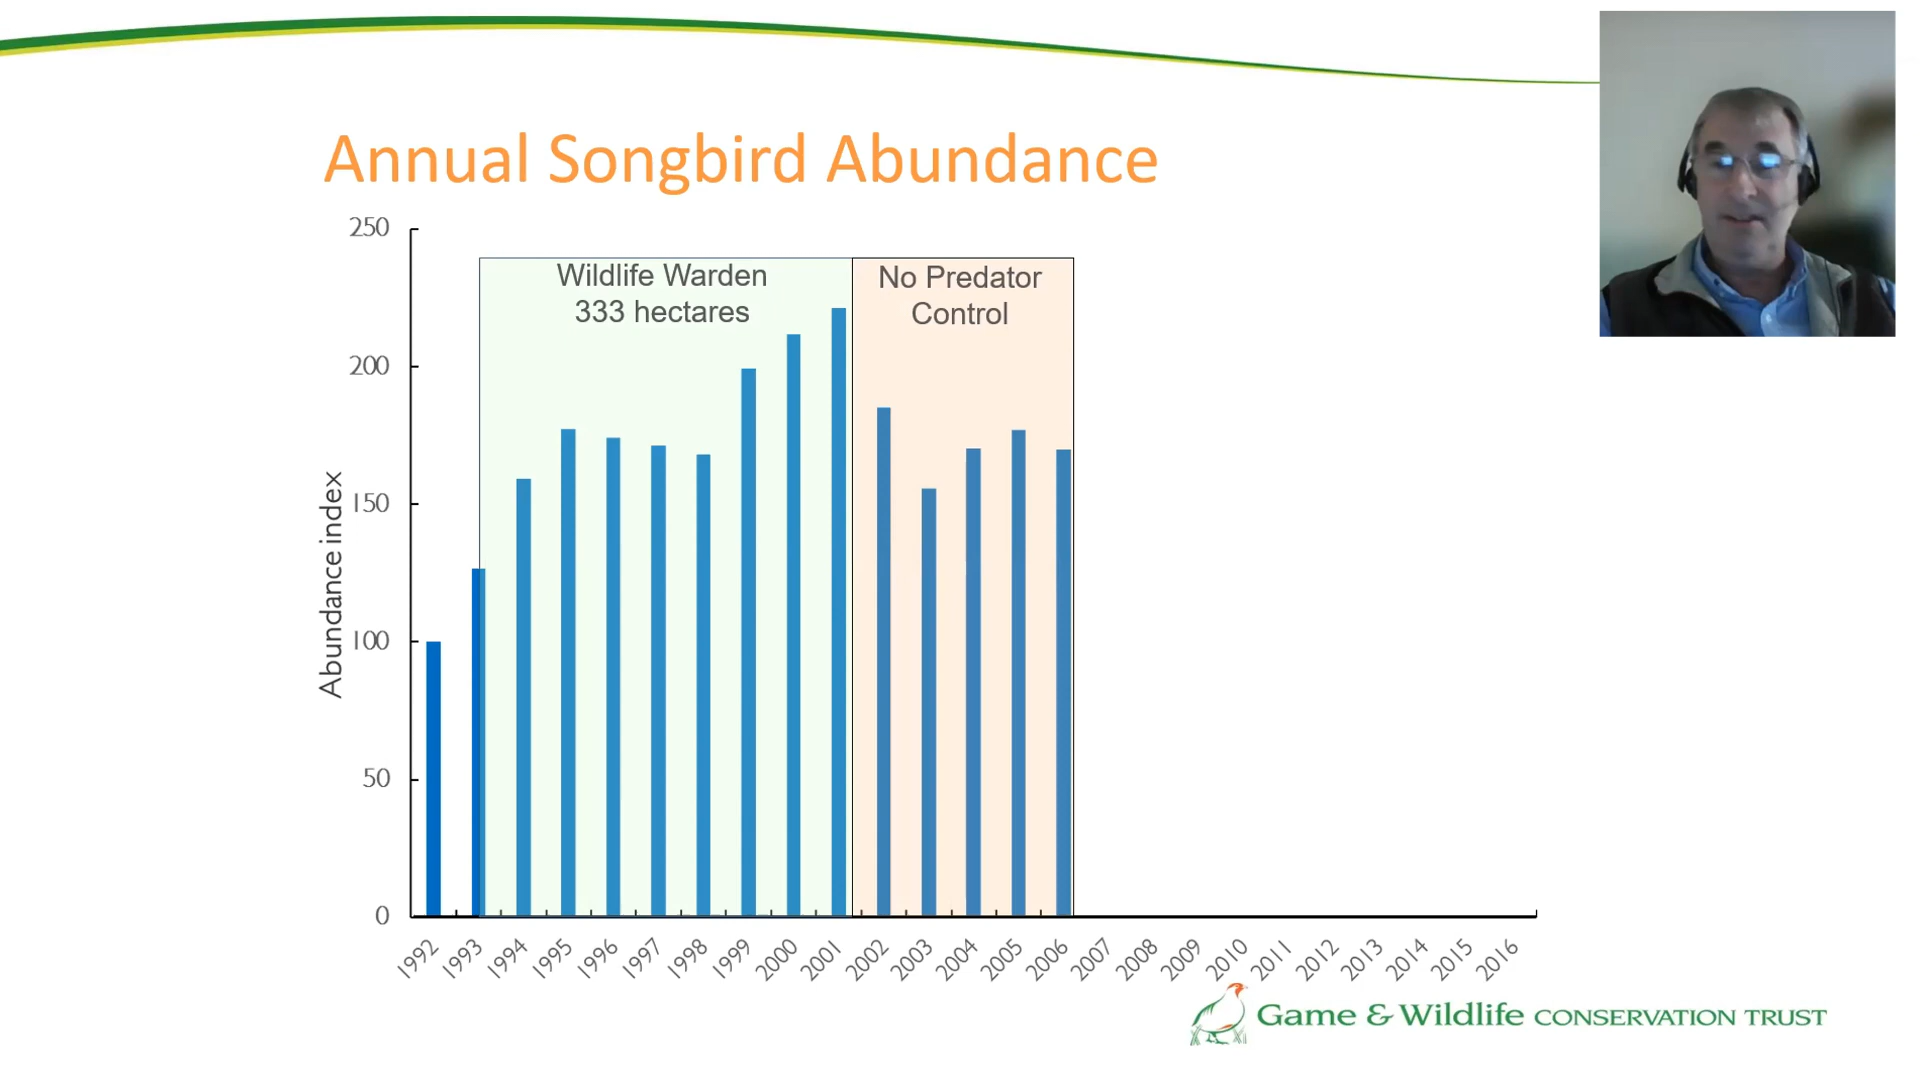 Annual Songbird Abundance
250
200
150
100
50
0
Abundance index
Wildlife Warden
333 hectares
No Predator
Control
1992 1993 1994 1995 1996 1997 1998 1999 2000 2001 2002 2003 2004 2005 2006 2007 2008 2009 2010 2011 2012 2013 2014 2015 2016
Game & Wildlife CONSERVATION TRUST